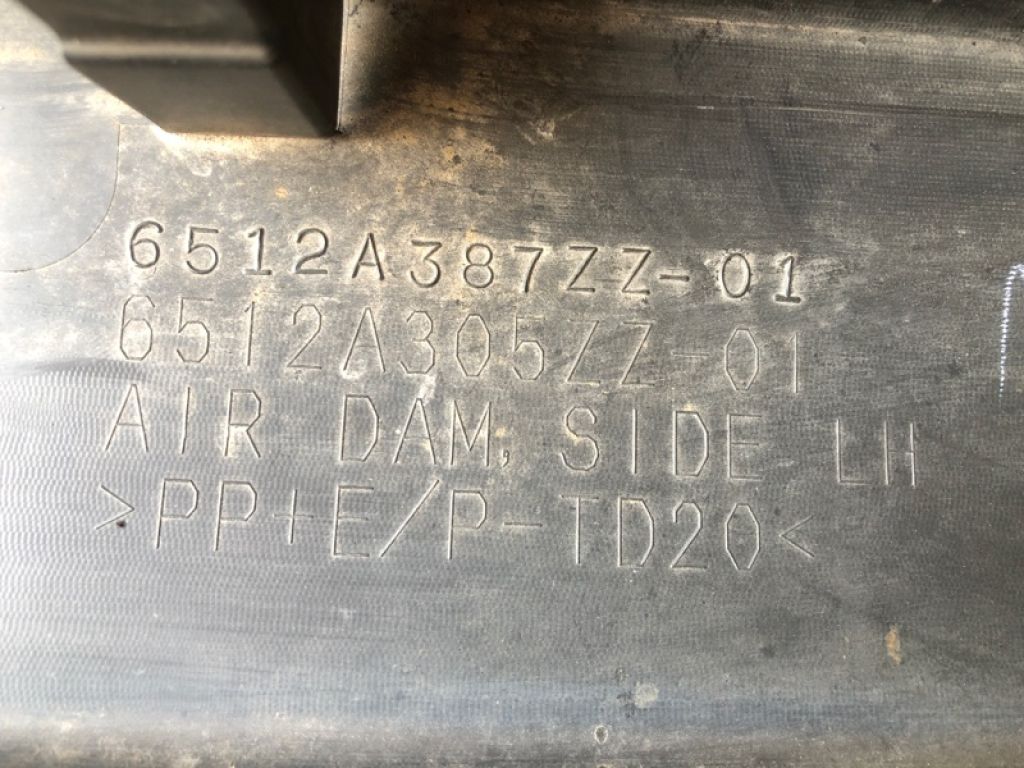 6512A387ZZ-01
6512A305ZZ-01
AIR DAM, SIDE LH
>PP+E/P-TD20<